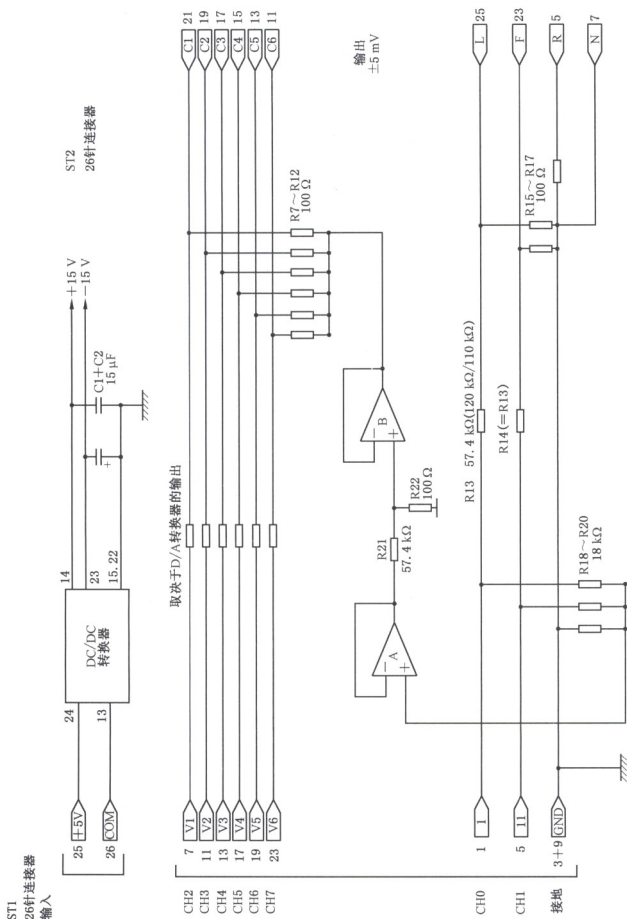 ST1
26针连接器
输入
ST2
26针连接器
25
+5V
24
26
COM
13
DC/DC
转换器
14
23
15.22
+
C1+C2
15 μF
+15 V
−15 V
取决于D/A转换器的输出
CH2 7 V1
CH3 11 V2
CH4 13 V3
CH5 17 V4
CH6 19 V5
CH7 23 V6
C1 21
C2 19
C3 17
C4 15
C5 13
C6 11
R7～R12
100 Ω
输出
±5 mV
− A +
R21
57.4 kΩ
R22
100 Ω
− B +
CH0 1 1
CH1 5 11
接地 3+9 GND
R13 57.4 kΩ(120 kΩ/110 kΩ)
R14(=R13)
R15～R17
100 Ω
R18～R20
18 kΩ
L 25
F 23
R 5
N 7